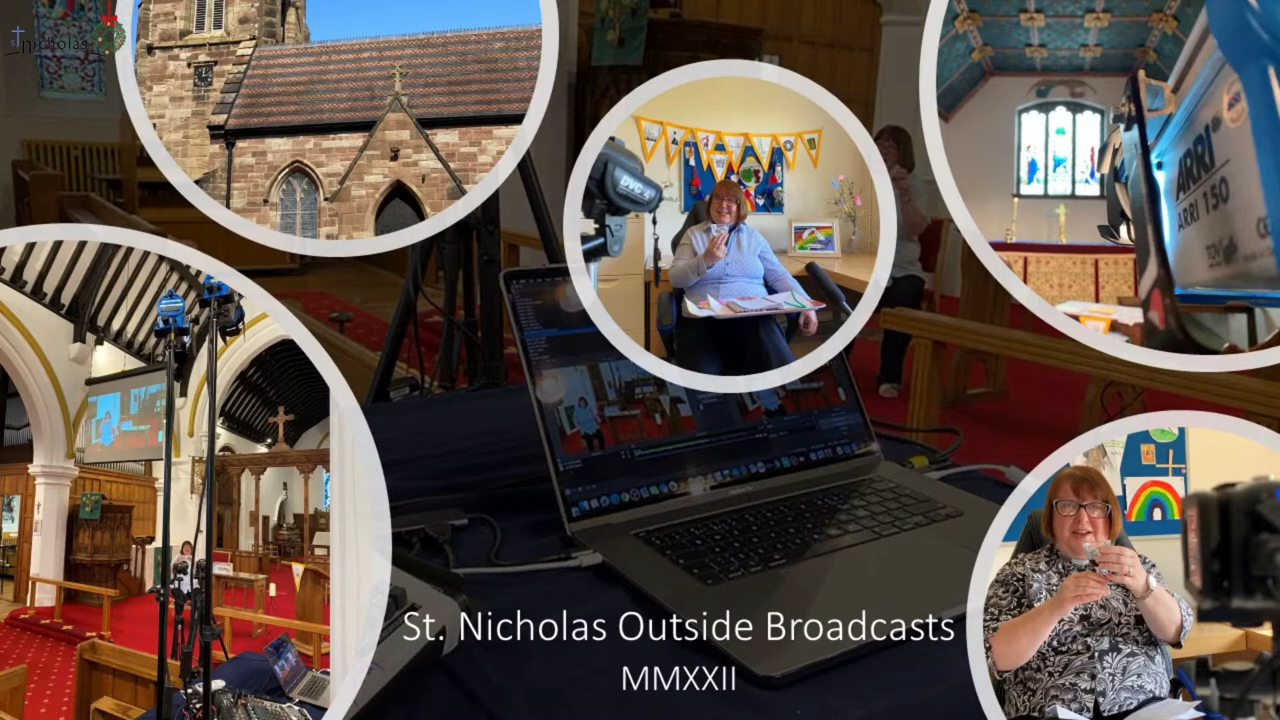 nicholas
DVC
ARRI
ARRI 150
St. Nicholas Outside Broadcasts
MMXXII